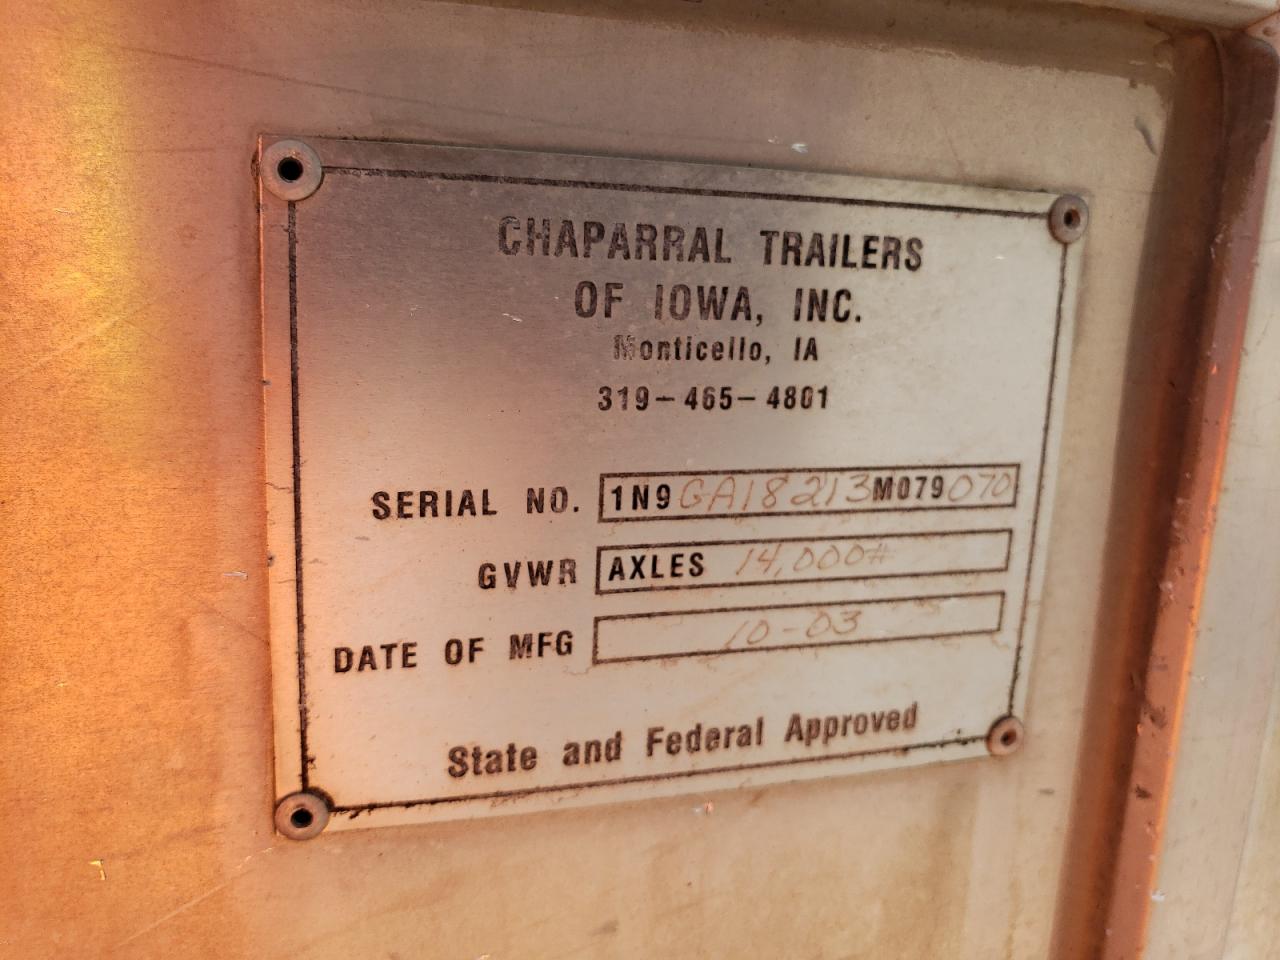 CHAPARRAL TRAILERS
OF IOWA, INC.
Monticello, IA
319-465-4801
SERIAL NO. 1N9GA18213M079070
GVWR AXLES 14,000#
DATE OF MFG 10-03
State and Federal Approved